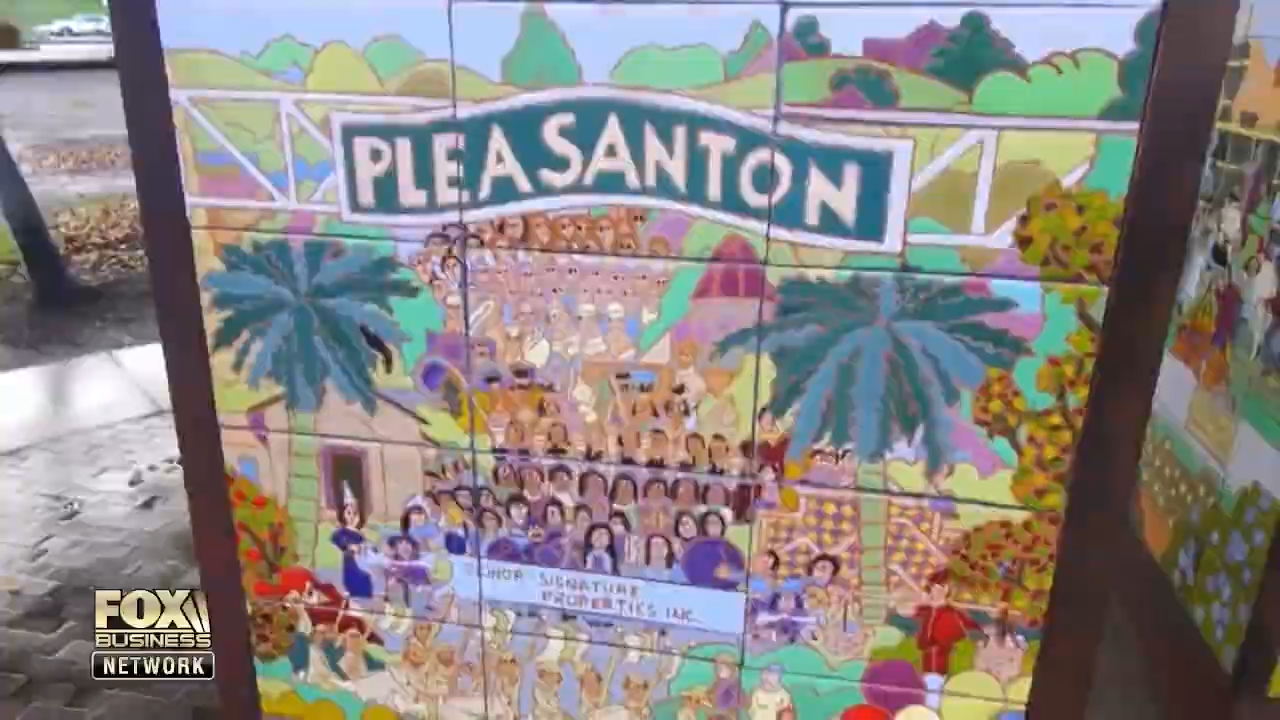 PLEASANTON
SIGNATURE
PROPERTIES INC.
FOX
BUSINESS
NETWORK